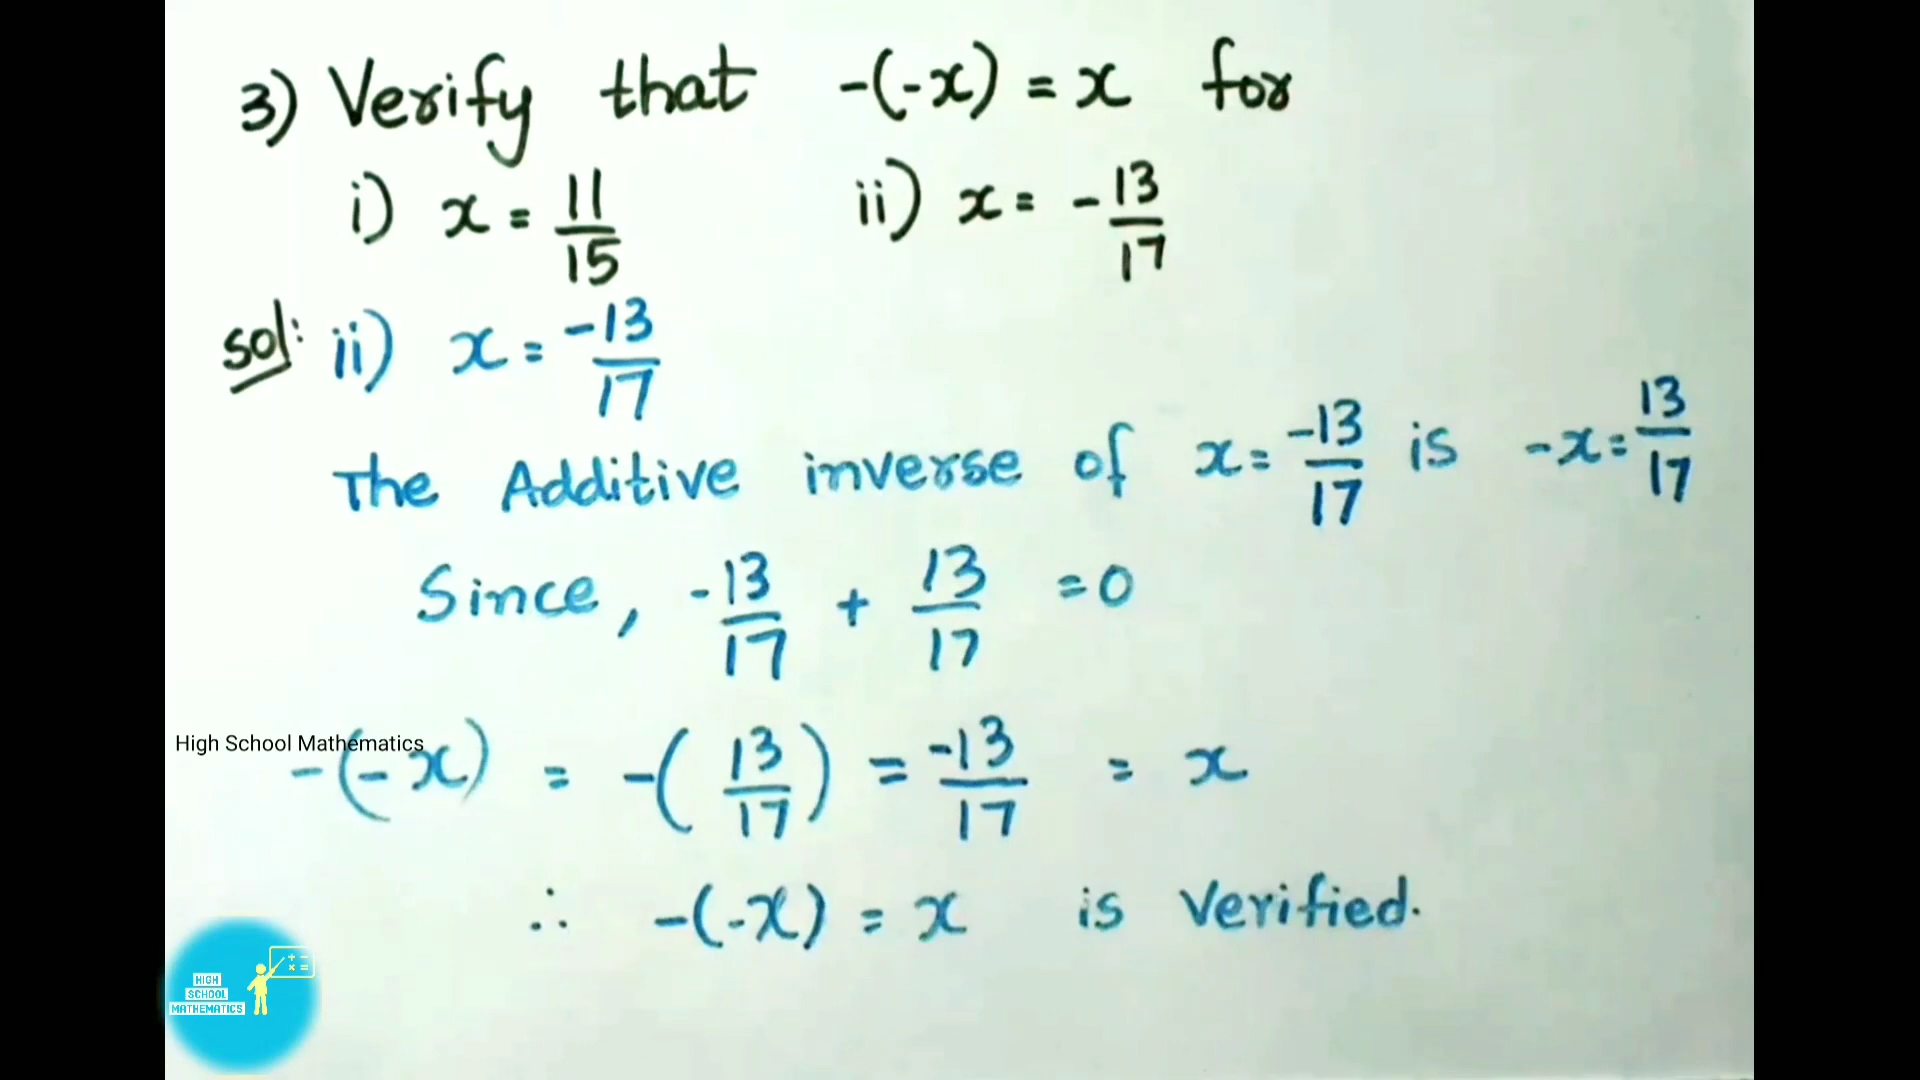 3) Verify that -(-x) = x for
i) x = 11/15 ii) x = -13/17
sol: ii) x = -13/17
The Additive inverse of x = -13/17 is -x = 13/17
Since, -13/17 + 13/17 = 0
-(-x) = -(13/17) = -13/17 = x
High School Mathematics
∴ -(-x) = x is verified.
HIGH
SCHOOL
MATHEMATICS
+ -
× =